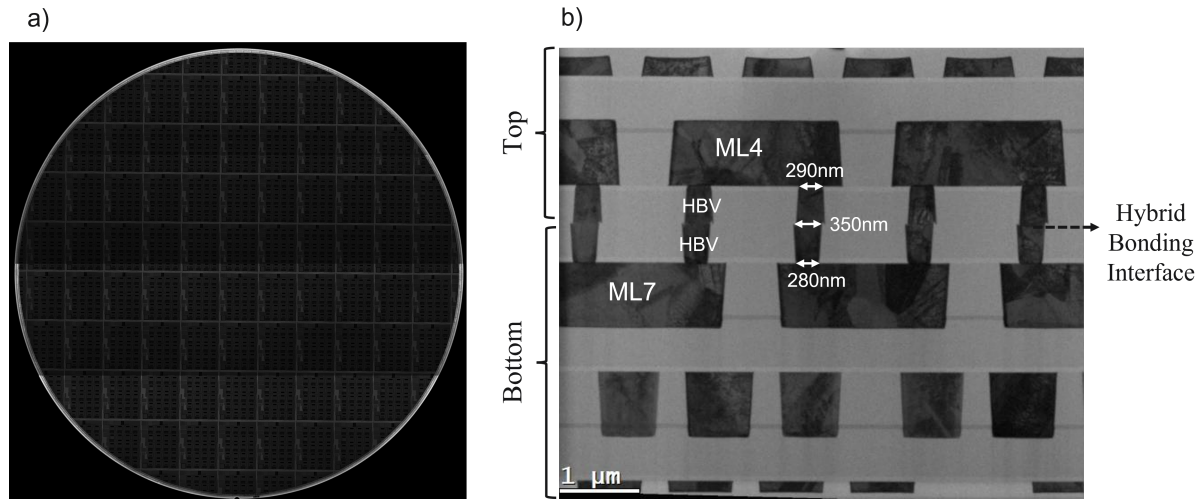 a)
b)
Top
ML4
290nm
HBV
350nm
Hybrid
Bonding
Interface
HBV
280nm
ML7
Bottom
1 μm